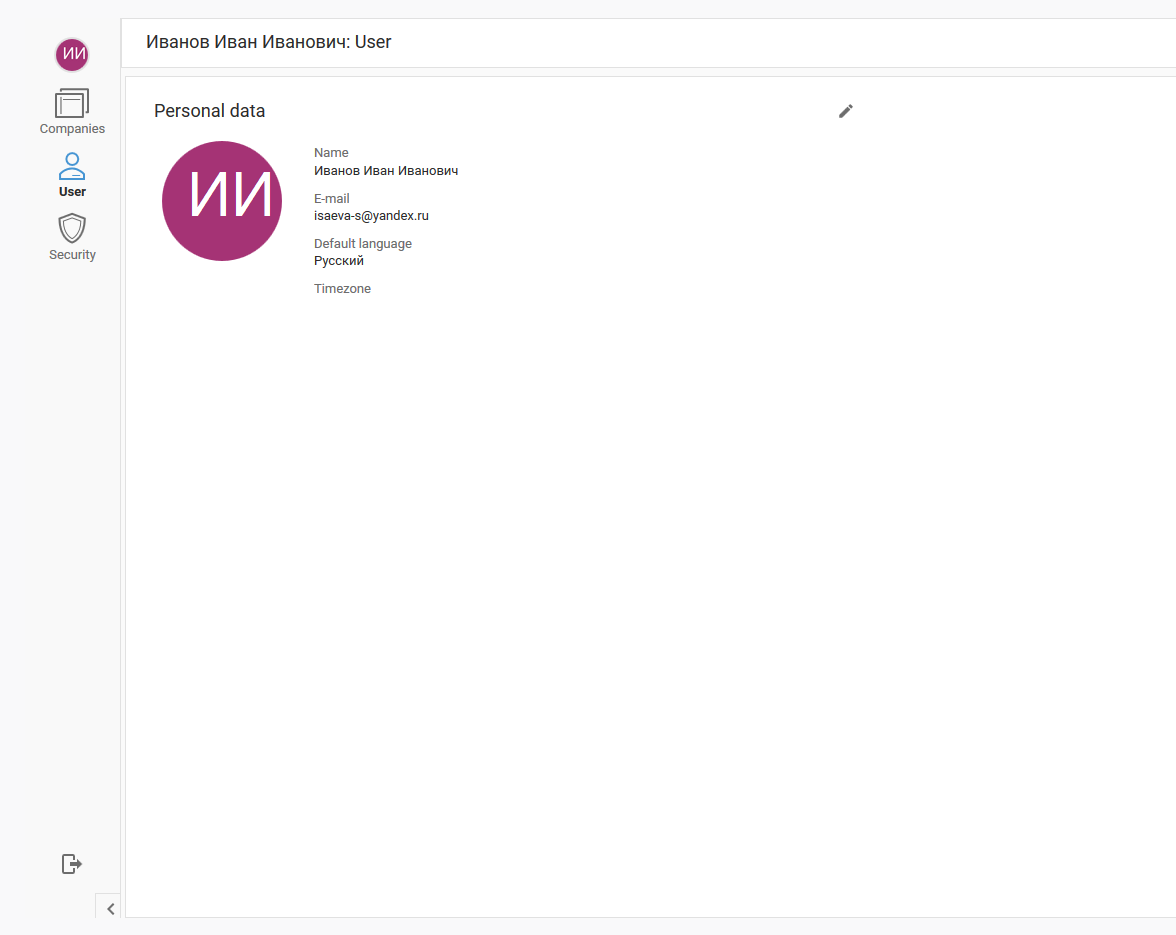 Иванов Иван Иванович: User
ИИ
Companies
User
Security
Personal data
ИИ
Name
Иванов Иван Иванович
E-mail
isaeva-s@yandex.ru
Default language
Русский
Timezone